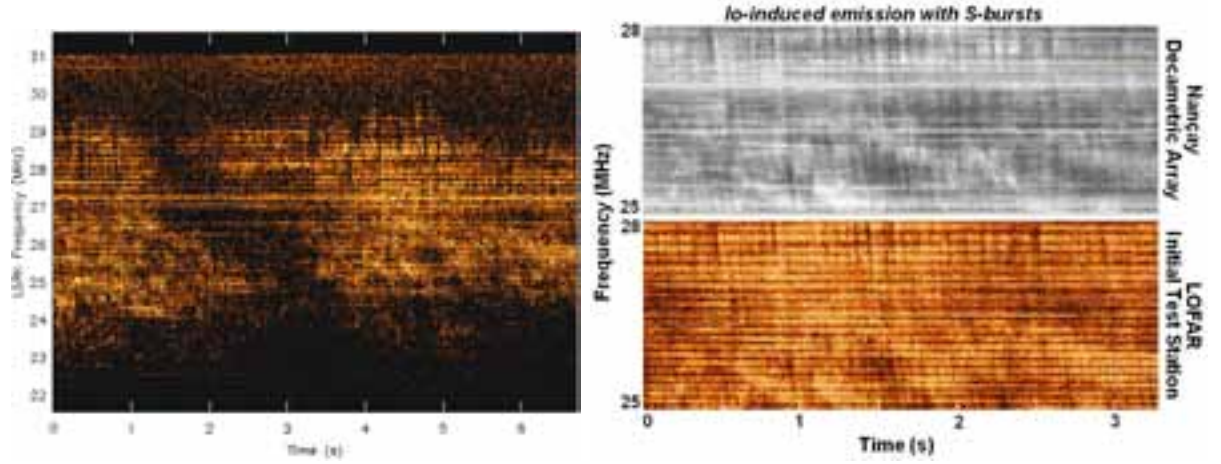 31
30
29
28
27
26
25
24
23
22
Frequency (MHz)
0 1 2 3 4 5 6
Time (s)
Io-induced emission with S-bursts
28
25
28
25
Frequency (MHz)
Nançay
Decametric Array
LOFAR
Initial Test Station
0 1 2 3
Time (s)